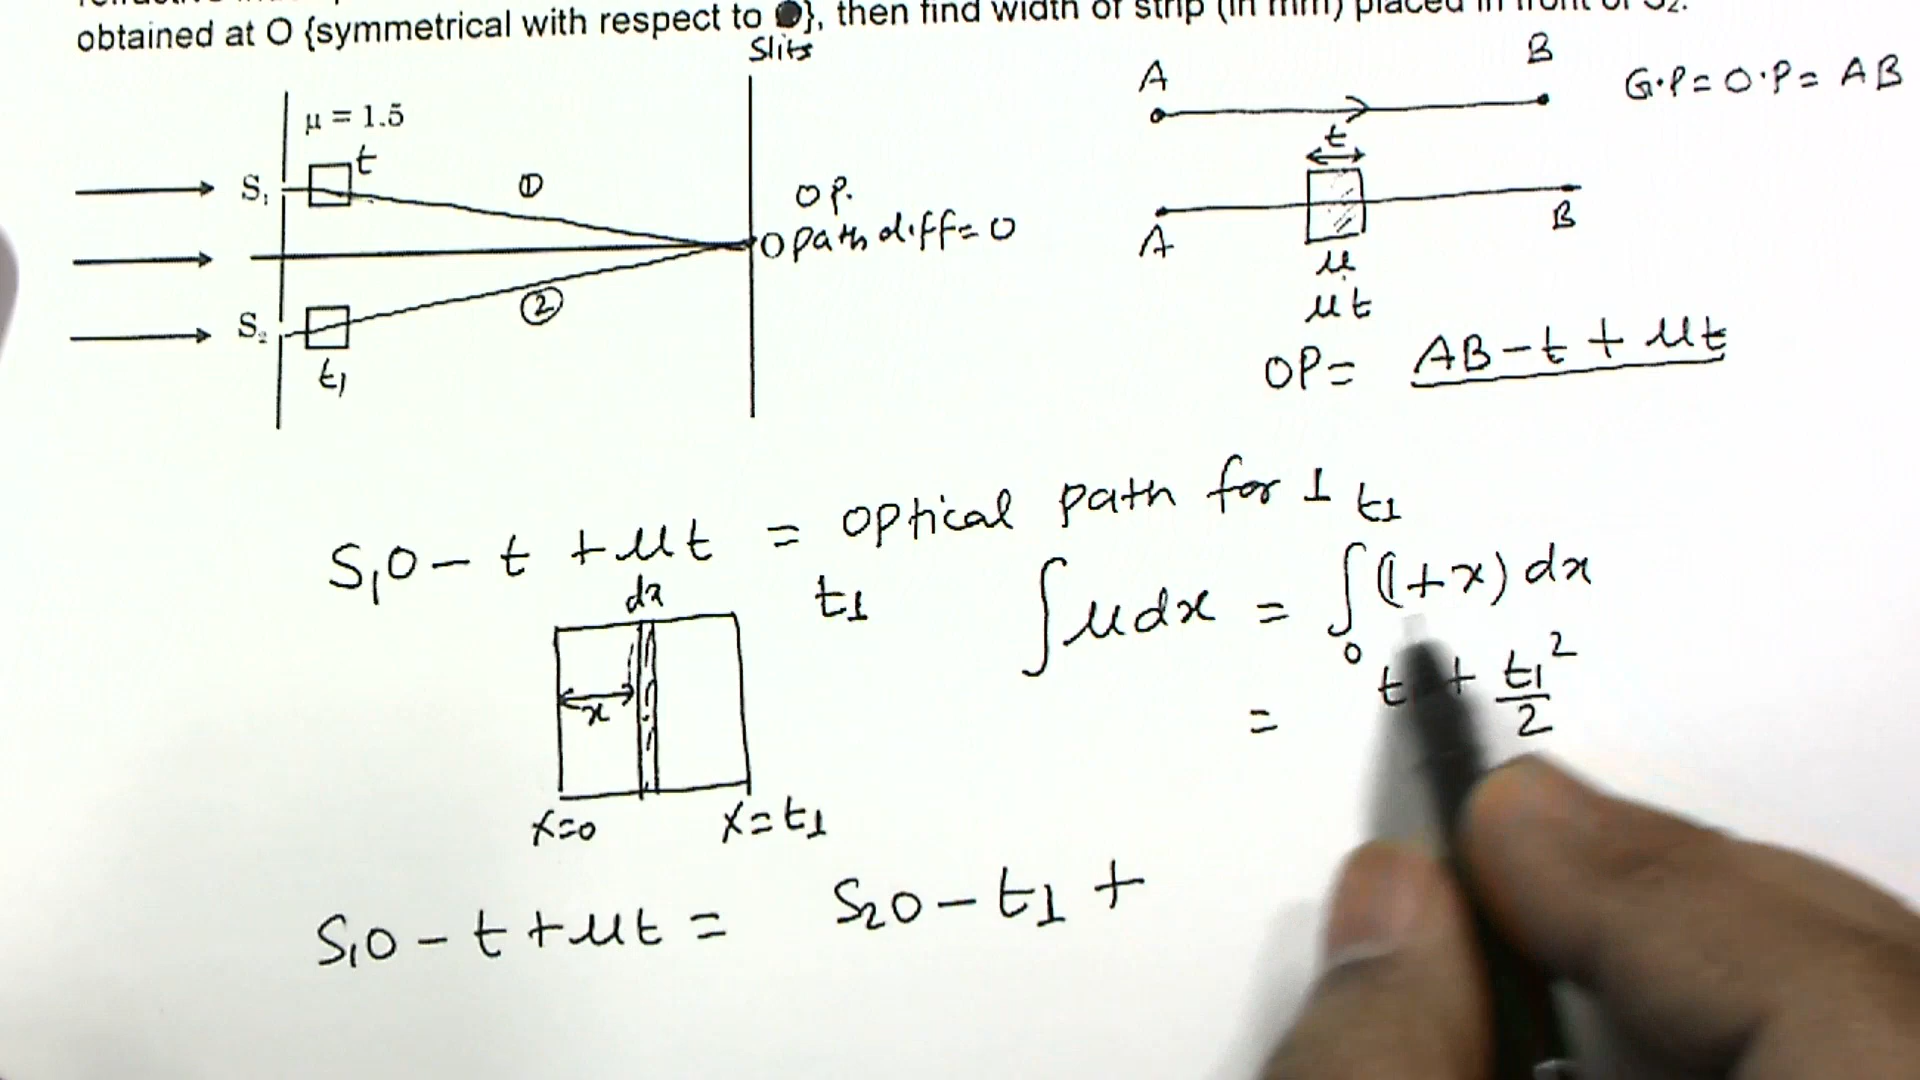 obtained at O {symmetrical with respect to }, then find width of strip (in mm) placed in front of S₂.
Slits
A
B
G.P = O.P = AB
μ = 1.5
t
S₁
①
O P.
O path diff = 0
t
A
B
μ
μt
S₂
②
t₁
OP = AB - t + μt
S₁O - t + μt = optical path for 1
dx
t₁
∫μdx = ∫₀^t₁ (1+x) dx
x
= t + t₁²/2
x=0
x=t₁
S₁O - t + μt = S₂O - t₁ +